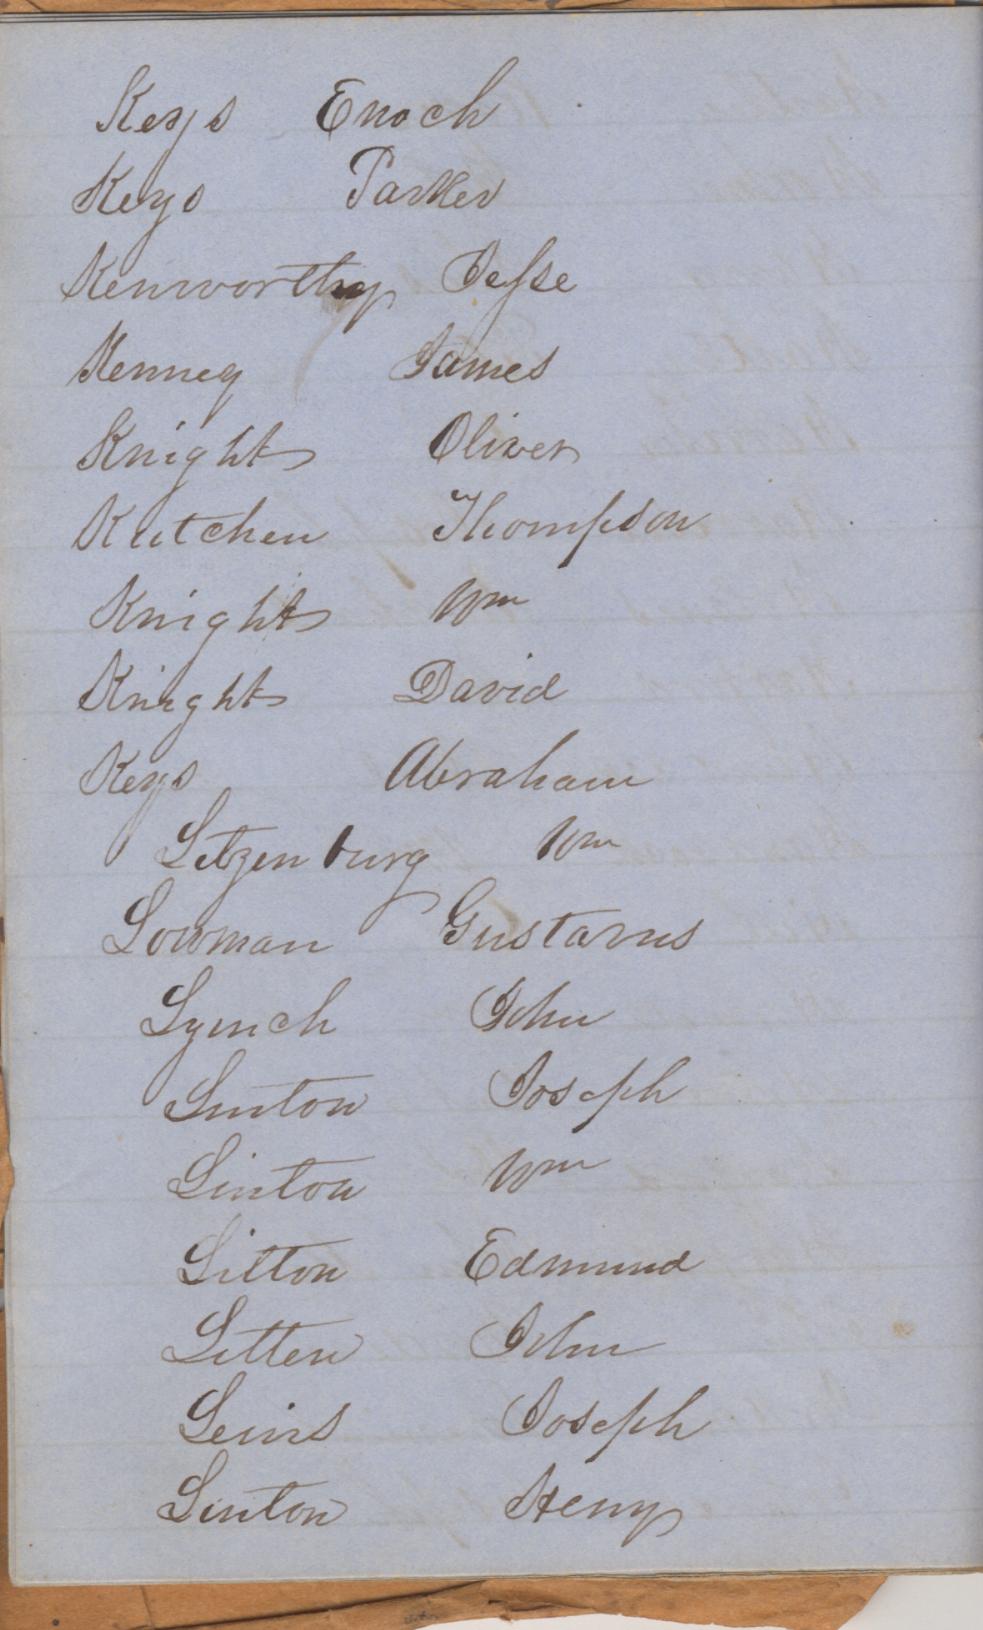 Keys Enoch
Keys Parker
Kenworthy Jesse
Kenney James
Knight Oliver
Kutchen Thompson
Knight Wm
Knight David
Keys Abraham
Litzenburg Wm
Lowman Gustavus
Lynch John
Linton Joseph
Linton Wm
Litton Edmund
Litten John
Lewis Joseph
Linton Henry